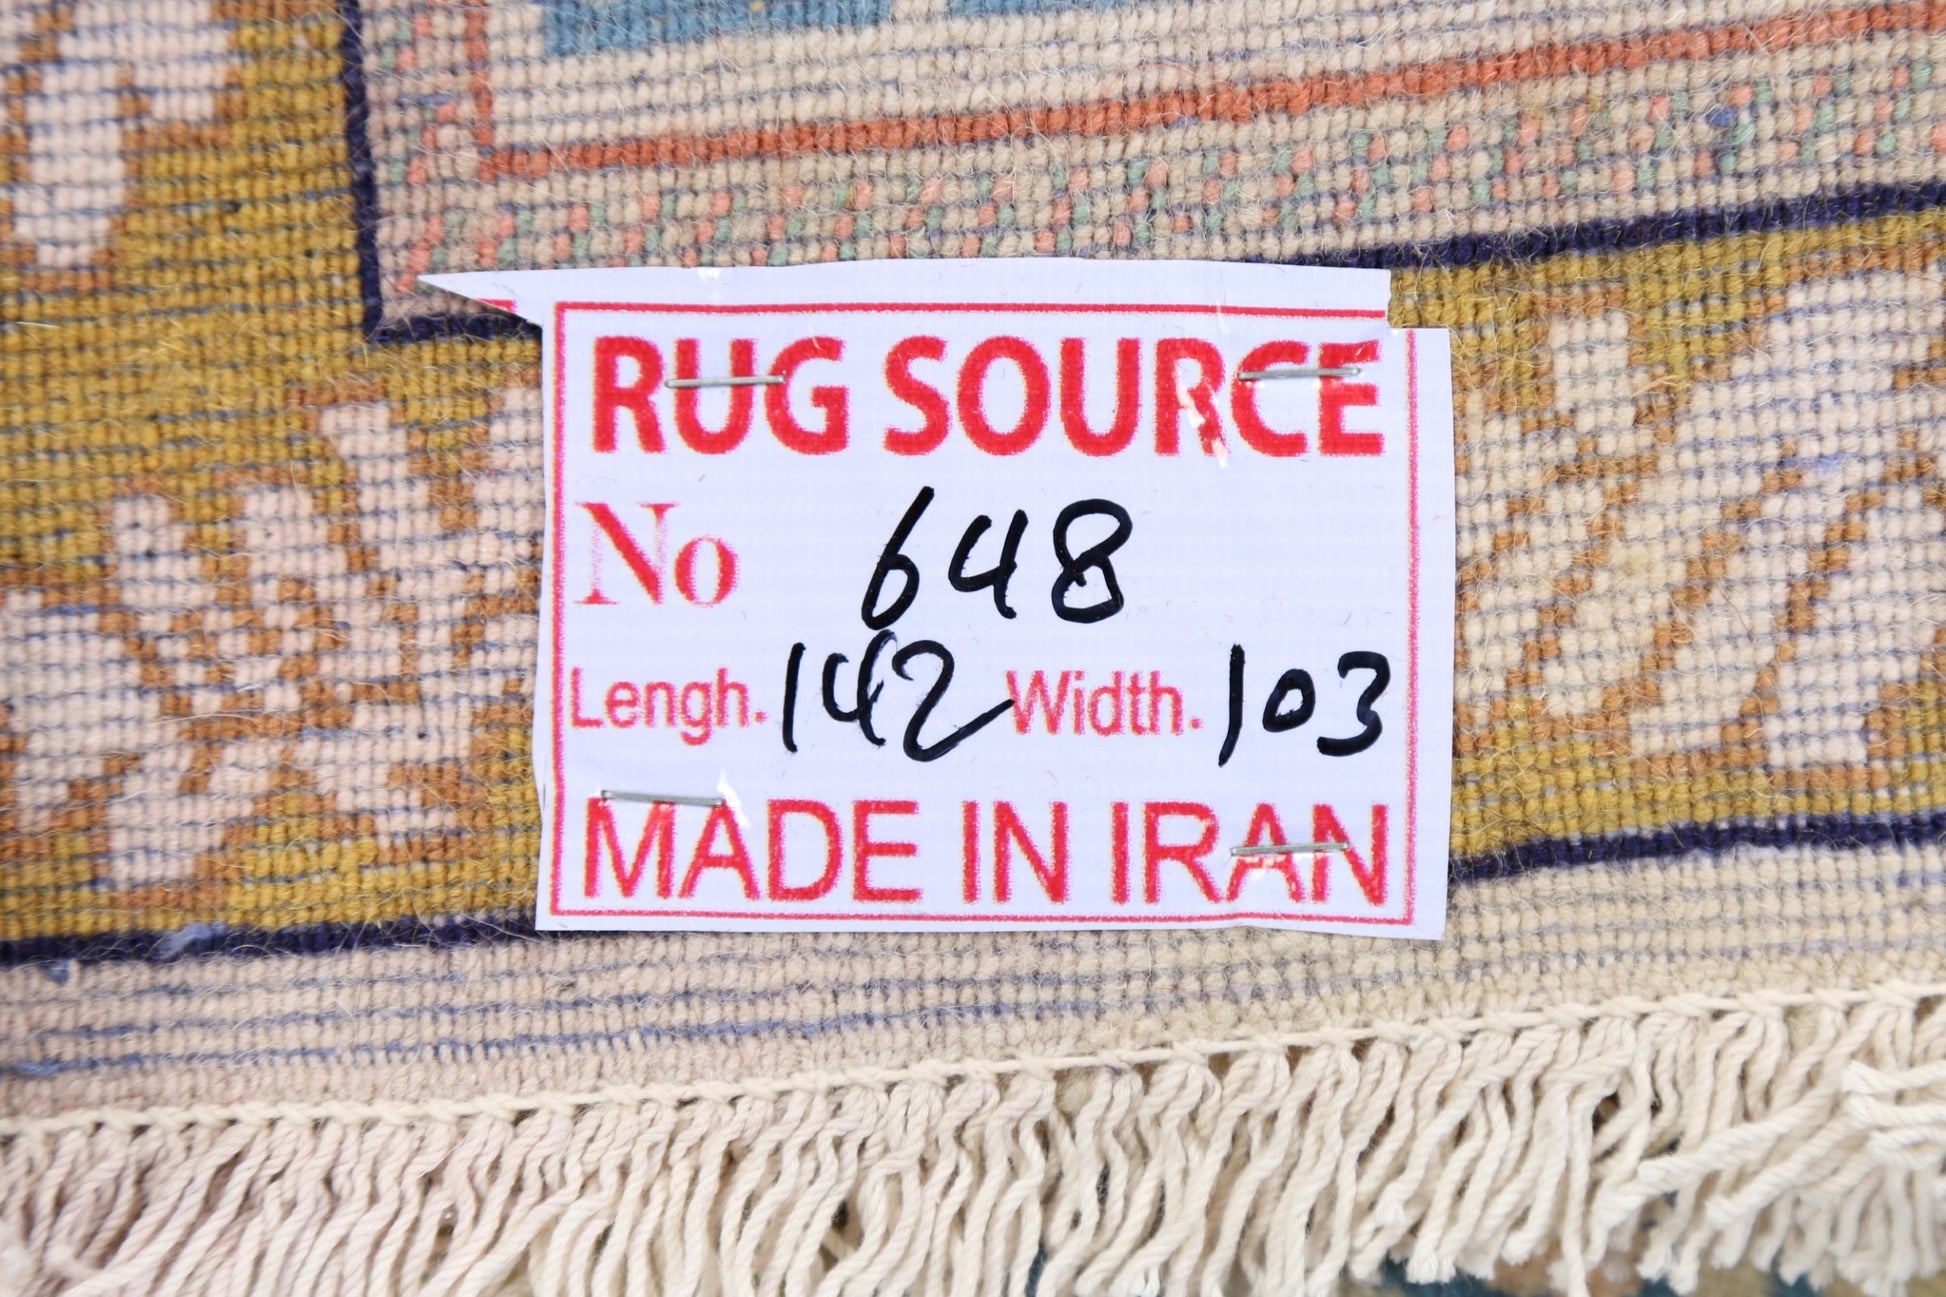 RUG SOURCE
No 648
Lengh. 142 Width. 103
MADE IN IRAN